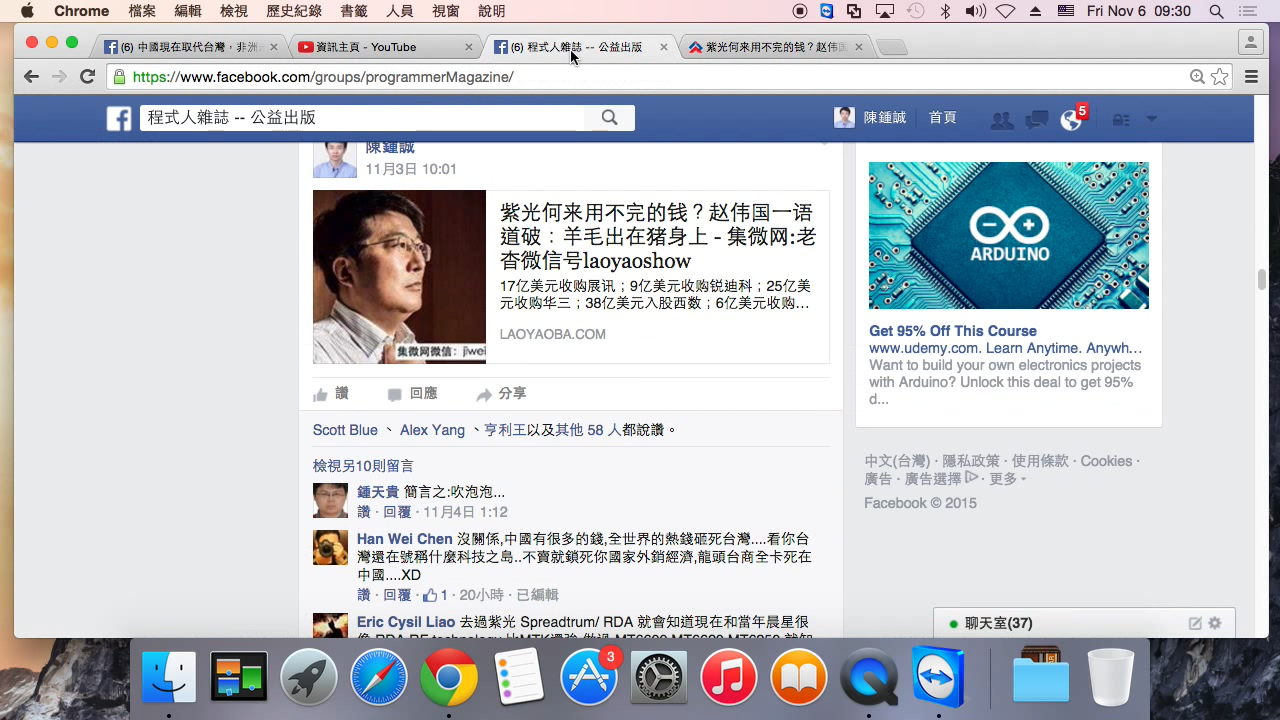 Chrome 檔案 編輯 檢視 歷史紀錄 書籤 人員 視窗 說明 Fri Nov 6 09:30
(6) 中國現在取代台灣，非洲
資訊主頁 - YouTube
(6) 程式人雜誌 -- 公益出版
紫光何来用不完的钱？赵伟国
https://www.facebook.com/groups/programmerMagazine/
程式人雜誌 -- 公益出版
陳鍾誠 首頁 5
陳鍾誠
11月3日 10:01
紫光何来用不完的钱？赵伟国一语
道破：羊毛出在猪身上 - 集微网:老
杳微信号laoyaoshow
17亿美元收购展讯；9亿美元收购锐迪科；25亿美
元收购华三；38亿美元入股西数；6亿美元收购...
LAOYAOBA.COM
集微网微信：jiwei
讚 回應 分享
Scott Blue 、 Alex Yang 、亨利王以及其他 58 人都說讚。
檢視另10則留言
鍾天貴 簡言之:吹泡泡...
讚 · 回覆 · 11月4日 1:12
Han Wei Chen 沒關係,中國有很多的錢,全世界的熱錢砸死台灣....看你台
灣還在號稱什麼科技之島..不賣就鎖死你國家外銷經濟,龍頭台商全卡死在
中國....XD
讚 · 回覆 · 1 · 20小時 · 已編輯
Eric Cysil Liao 去過紫光 Spreadtrum/ RDA 就會知道現在和當年晨星很
ARDUINO
Get 95% Off This Course
www.udemy.com. Learn Anytime. Anywh...
Want to build your own electronics projects
with Arduino? Unlock this deal to get 95%
d...
中文(台灣) · 隱私政策 · 使用條款 · Cookies ·
廣告 · 廣告選擇 · 更多
Facebook © 2015
聊天室(37)
3